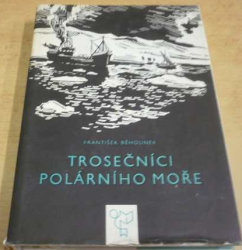 FRANTIŠEK BĚHOUNEK
TROSEČNÍCI
POLÁRNÍHO MOŘE